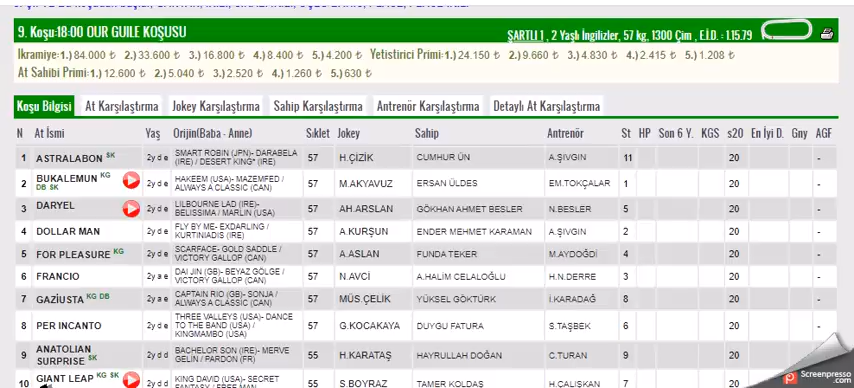 9. Koşu:18:00 OUR GUILE KOŞUSU
ŞARTLI 1 , 2 Yaşlı İngilizler, 57 kg, 1300 Çim , E.İ.D. : 1.15.79
İkramiye: 1.) 84.000 ₺ 2.) 33.600 ₺ 3.) 16.800 ₺ 4.) 8.400 ₺ 5.) 4.200 ₺ Yetistirici Primi: 1.) 24.150 ₺ 2.) 9.660 ₺ 3.) 4.830 ₺ 4.) 2.415 ₺ 5.) 1.208 ₺
At Sahibi Primi: 1.) 12.600 ₺ 2.) 5.040 ₺ 3.) 2.520 ₺ 4.) 1.260 ₺ 5.) 630 ₺
Koşu Bilgisi At Karşılaştırma Jokey Karşılaştırma Sahip Karşılaştırma Antrenör Karşılaştırma Detaylı At Karşılaştırma
N At İsmi Yaş Orijin(Baba - Anne) Sıklet Jokey Sahip Antrenör St HP Son 6 Y. KGS s20 En İyi D. Gny AGF
1 ASTRALABON SK 2y d e SMART ROBIN (JPN)- DARABELA (IRE) / DESERT KING* (IRE) 57 H.ÇİZİK CUMHUR ÜN A.ŞIVGIN 11 20 -
2 BUKALEMUN KG DB SK 2y d e HAKEEM (USA)- MAZEMFED / ALWAYS A CLASSIC (CAN) 57 M.AKYAVUZ ERSAN ÜLDES EM.TOKÇALAR 1 20 -
3 DARYEL 2y d e LILBOURNE LAD (IRE)- BELISSIMA / MARLIN (USA) 57 AH.ARSLAN GÖKHAN AHMET BESLER N.BESLER 5 20 -
4 DOLLAR MAN 2y d e FLY BY ME- EXDARLING / KURTINIADIS (IRE) 57 A.KURŞUN ENDER MEHMET KARAMAN A.ŞIVGIN 2 20 -
5 FOR PLEASURE KG 2y d e SCARFACE- GOLD SADDLE / VICTORY GALLOP (CAN) 57 A.ASLAN FUNDA TEKER M.AYDOĞDİ 4 20 -
6 FRANCIO 2y a e DAI JIN (GB)- BEYAZ GÖLGE / VICTORY GALLOP (CAN) 57 N.AVCİ A.HALİM CELALOĞLU H.N.DERRE 3 20 -
7 GAZİUSTA KG DB 2y a e CAPTAIN RIO (GB)- SONJA / ALWAYS A CLASSIC (CAN) 57 MÜS.ÇELİK YÜKSEL GÖKTÜRK İ.KARADAĞ 8 20 -
8 PER INCANTO 2y d e THREE VALLEYS (USA)- DANCE TO THE BAND (USA) / KINGMAMBO (USA) 57 G.KOCAKAYA DUYGU FATURA S.TAŞBEK 6 20 -
9 ANATOLIAN SURPRISE SK 2y d d BACHELOR SON (IRE)- MERVE GELİN / PARDON (FR) 55 H.KARATAŞ HAYRULLAH DOĞAN C.TURAN 9 20
10 GIANT LEAP KG SK 2y d d KING DAVID (USA)- SECRET 55 S.BOYRAZ TAMER KOLDAŞ H.ÇALIŞKAN 7 20
Screenpresso
Screenpresso.com